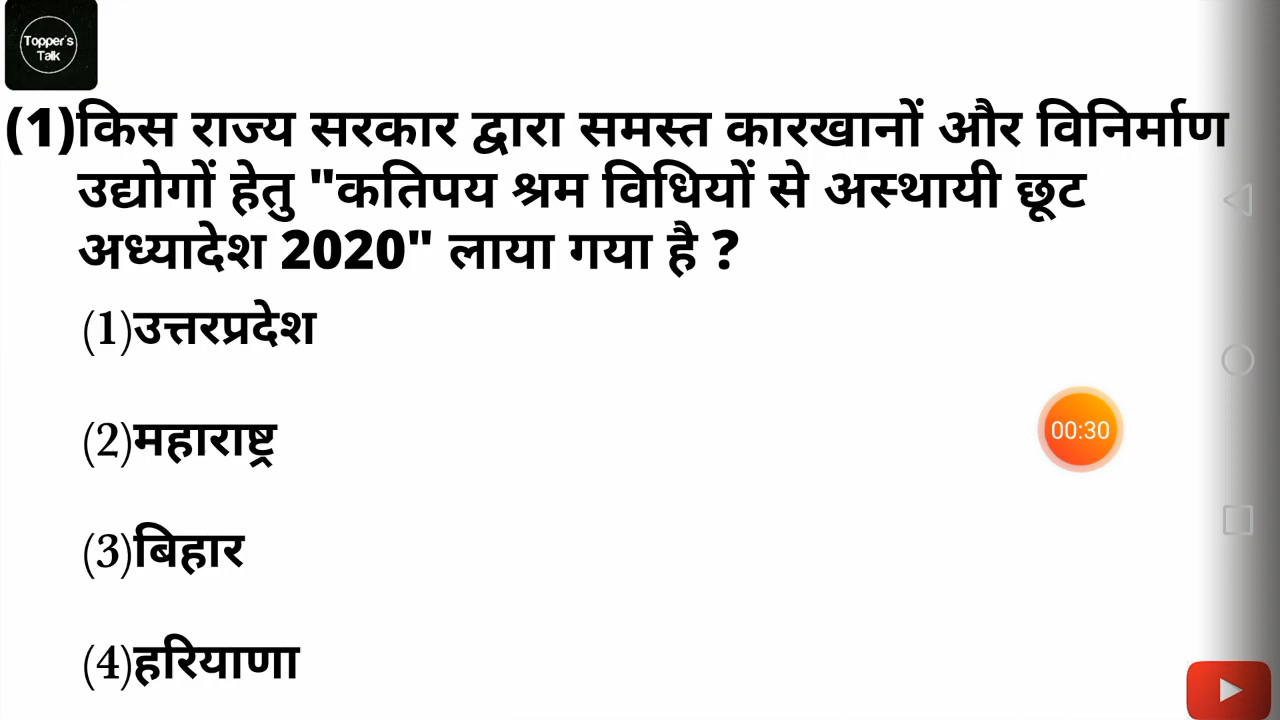 Topper's
Talk
(1)किस राज्य सरकार द्वारा समस्त कारखानों और विनिर्माण
उद्योगों हेतु "कतिपय श्रम विधियों से अस्थायी छूट
अध्यादेश 2020" लाया गया है ?
(1)उत्तरप्रदेश
(2)महाराष्ट्र
00:30
(3)बिहार
(4)हरियाणा